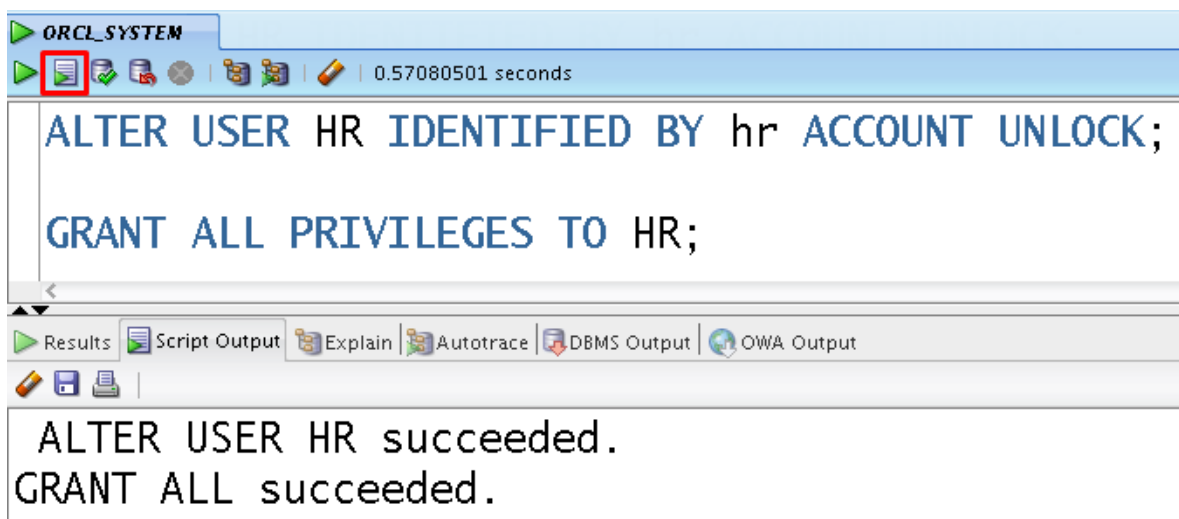 ORCL_SYSTEM
0.57080501 seconds
ALTER USER HR IDENTIFIED BY hr ACCOUNT UNLOCK;
GRANT ALL PRIVILEGES TO HR;
Results Script Output Explain Autotrace DBMS Output OWA Output
ALTER USER HR succeeded.
GRANT ALL succeeded.